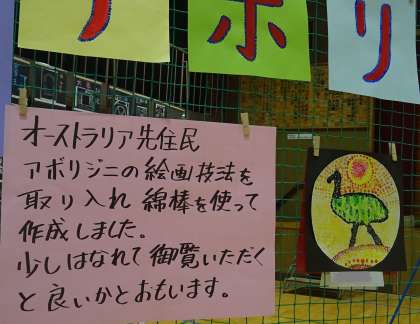 ア ボ リ
オーストラリア先住民
アボリジニの絵画技法を
取り入れ 綿棒を使って
作成しました。
少しはなれて御覧いただく
と良いかとおもいます。